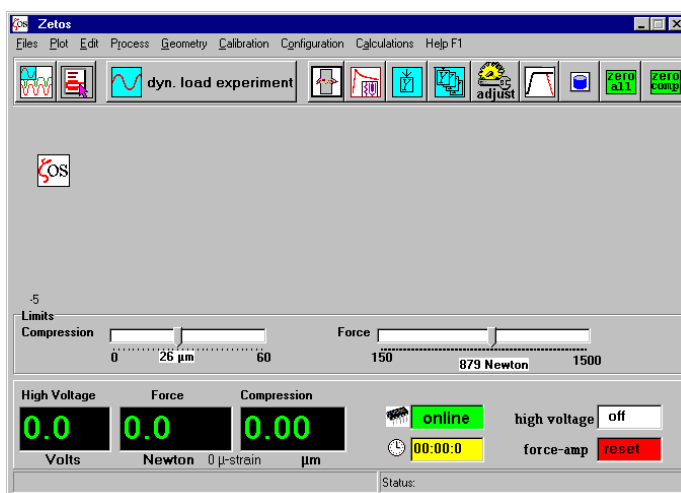 ζos Zetos
Files Plot Edit Process Geometry Calibration Configuration Calculations Help F1
dyn. load experiment
adjust
zero all
zero comp
ζos
-5
Limits
Compression
0 26 µm 60
Force
150 879 Newton 1500
High Voltage Force Compression
0.0 0.0 0.00
Volts Newton 0 µ-strain µm
online
high voltage off
00:00:0
force-amp reset
Status: